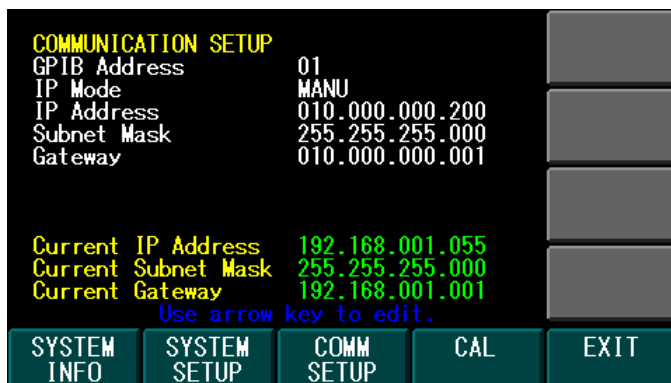 COMMUNICATION SETUP
GPIB Address 01
IP Mode MANU
IP Address 010.000.000.200
Subnet Mask 255.255.255.000
Gateway 010.000.000.001
Current IP Address 192.168.001.055
Current Subnet Mask 255.255.255.000
Current Gateway 192.168.001.001
Use arrow key to edit.
SYSTEM INFO
SYSTEM SETUP
COMM SETUP
CAL
EXIT